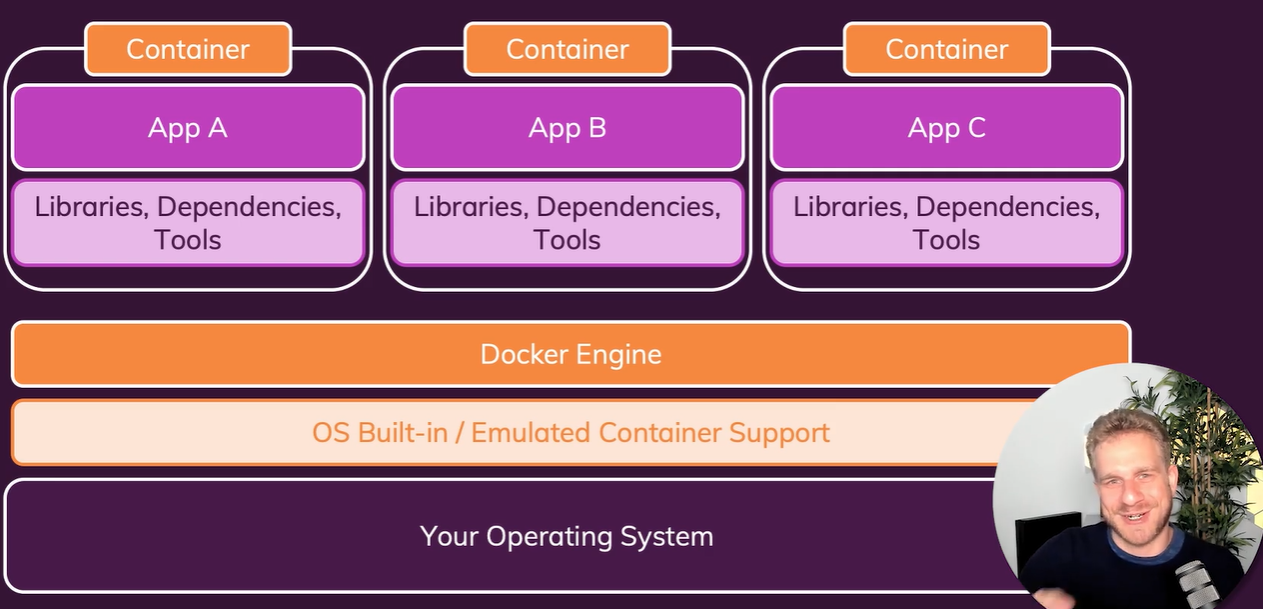 Container
Container
Container
App A
App B
App C
Libraries, Dependencies,
Tools
Libraries, Dependencies,
Tools
Libraries, Dependencies,
Tools
Docker Engine
OS Built-in / Emulated Container Support
Your Operating System